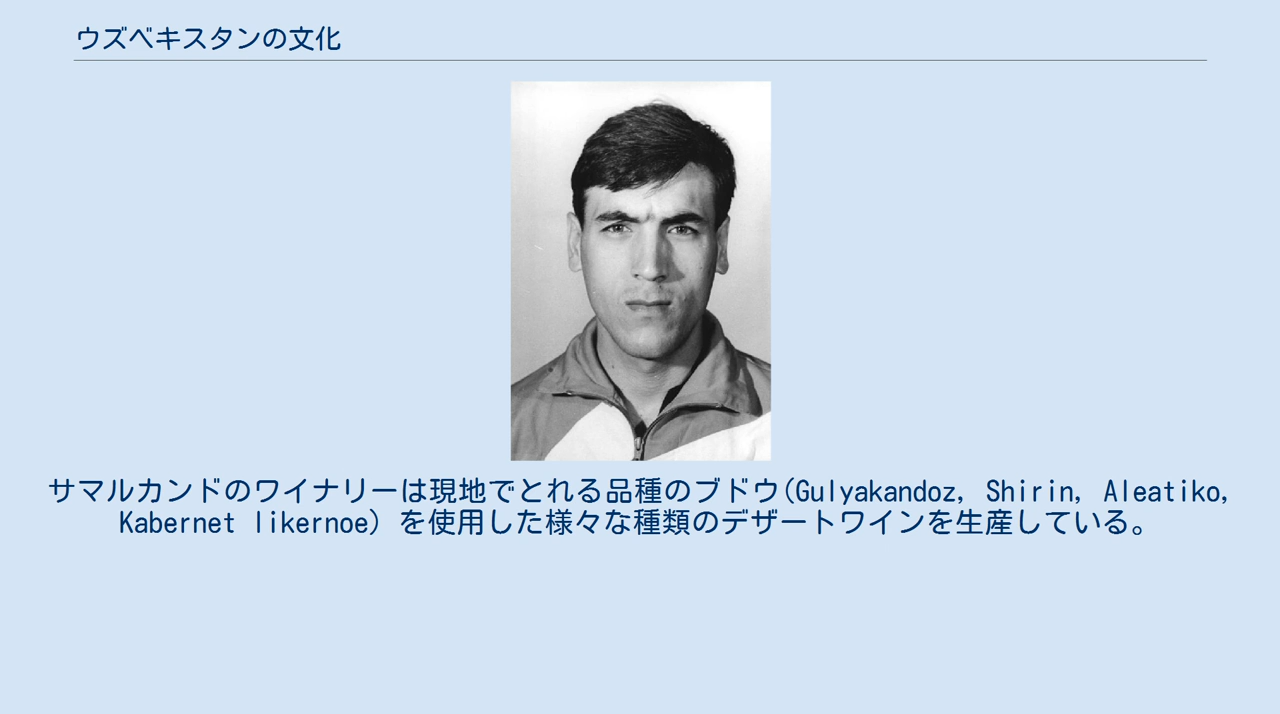 ウズベキスタンの文化
サマルカンドのワイナリーは現地でとれる品種のブドウ(Gulyakandoz, Shirin, Aleatiko,
Kabernet likernoe) を使用した様々な種類のデザートワインを生産している。